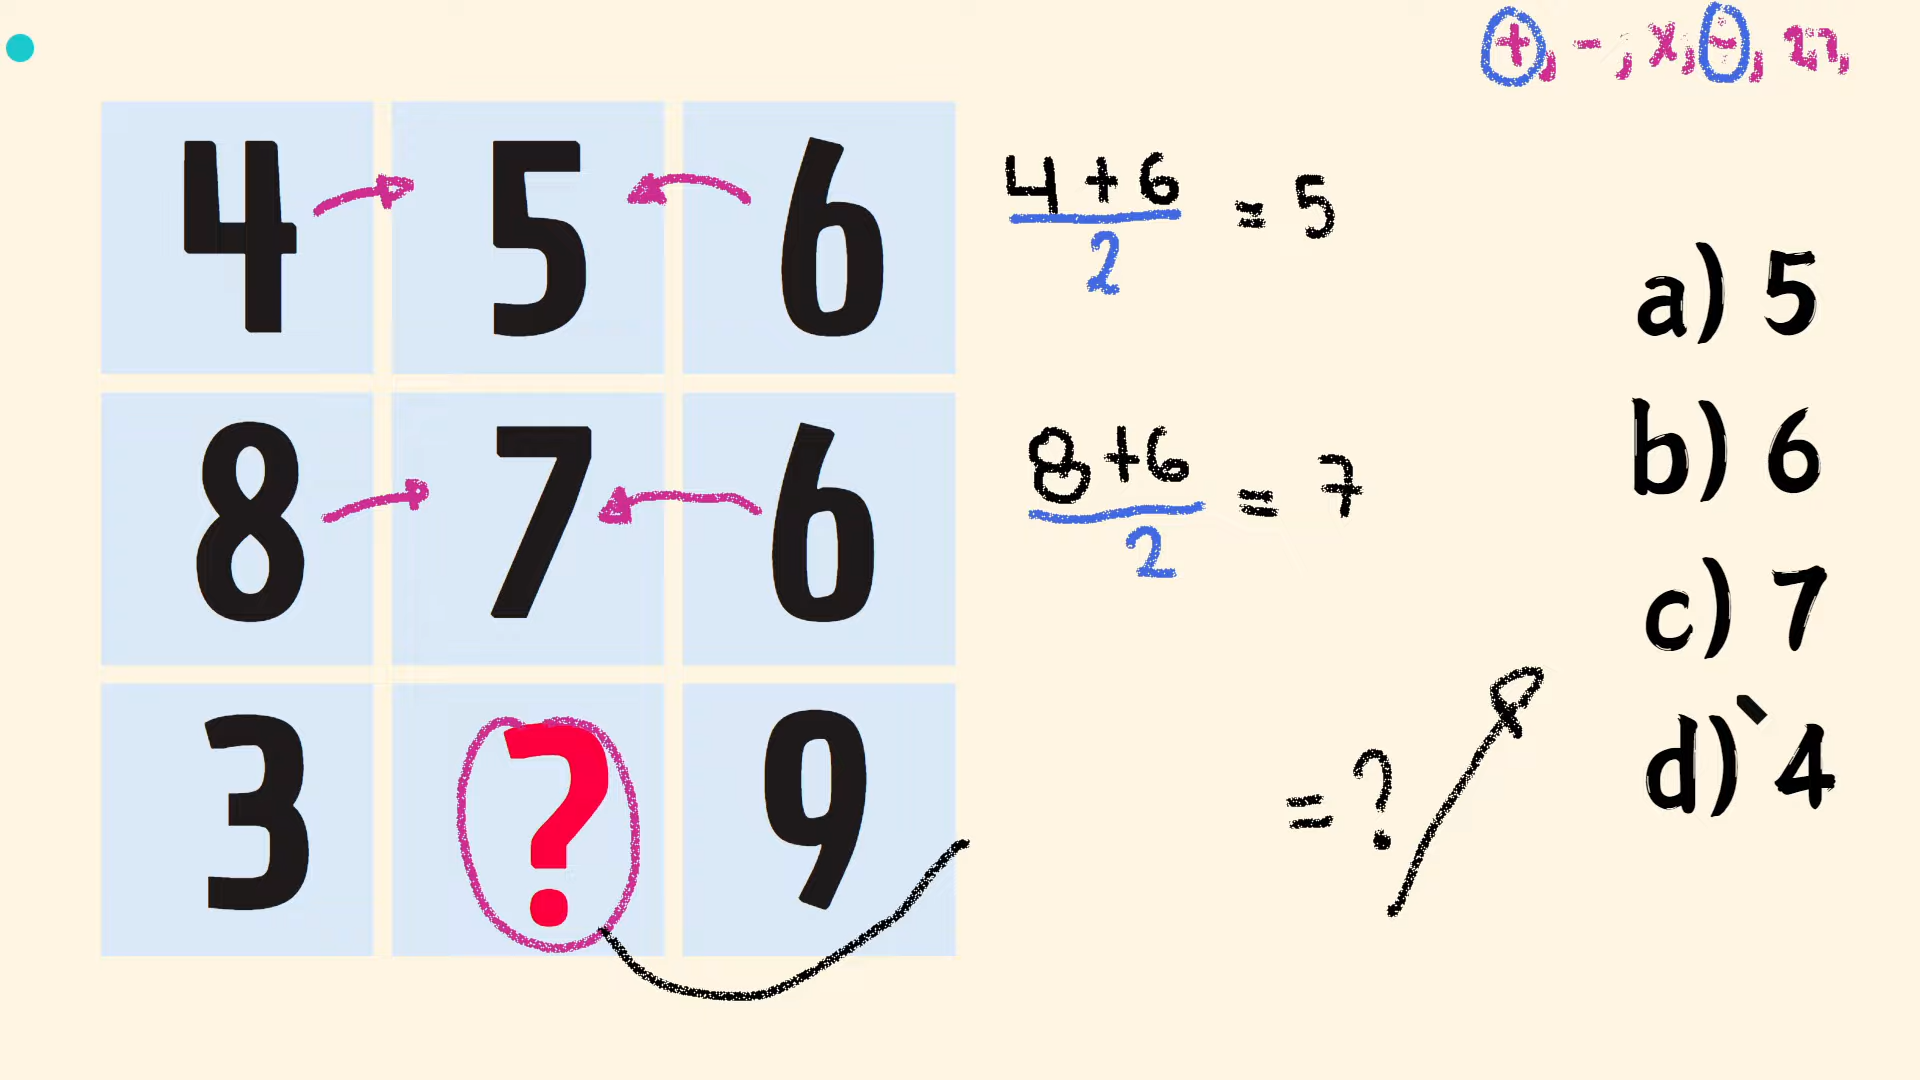 +, -, x, ÷,
4 5 6
4 + 6
2
= 5
a) 5
8 7 6
8 + 6
2
= 7
b) 6
c) 7
3 ? 9
= ?
d) 4